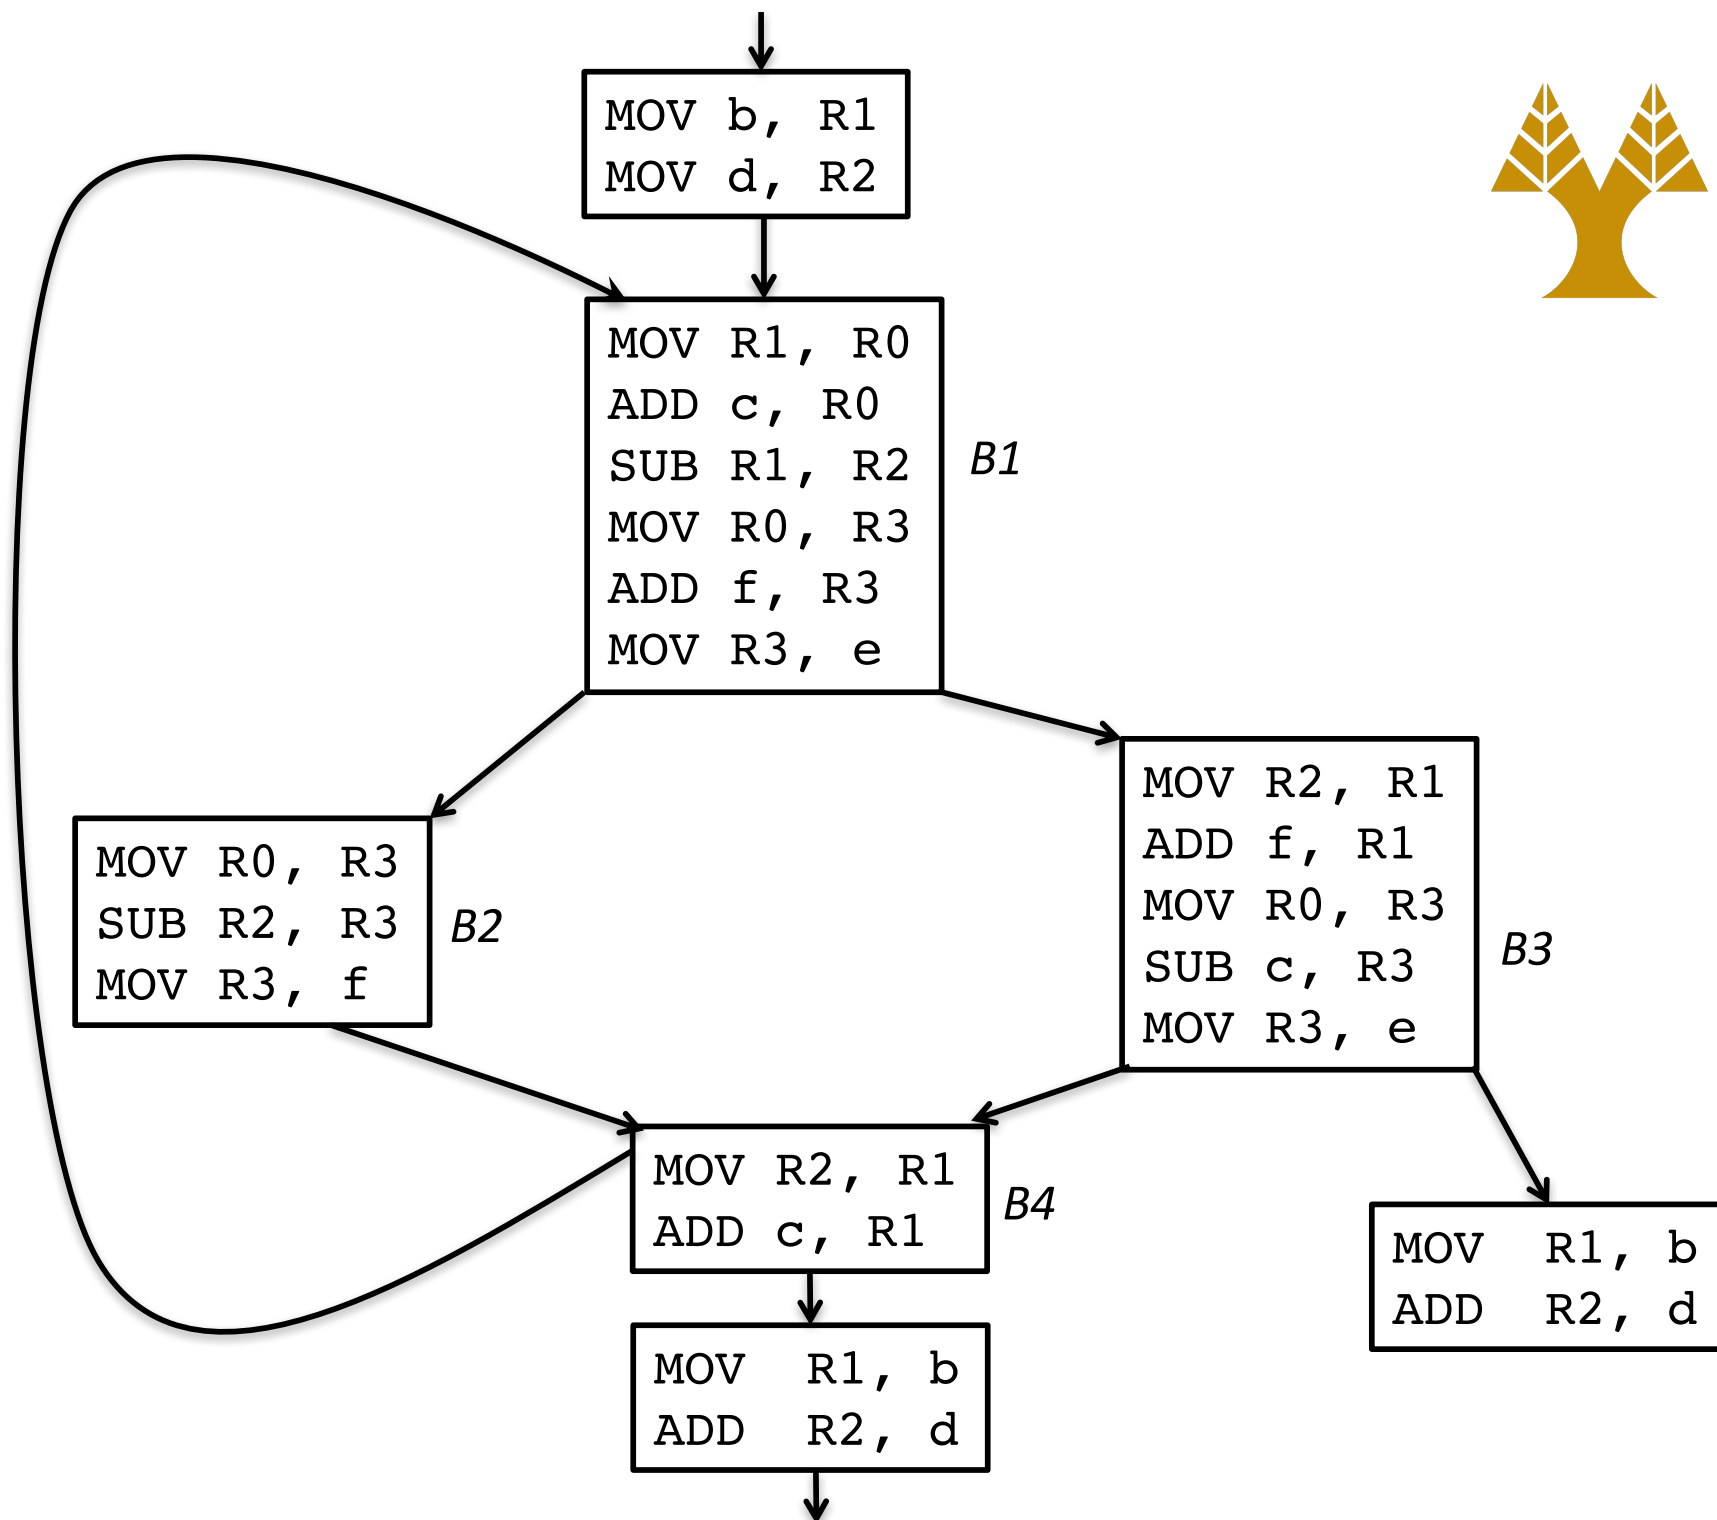 MOV b, R1
MOV d, R2
MOV R1, R0
ADD c, R0
SUB R1, R2
MOV R0, R3
ADD f, R3
MOV R3, e
B1
MOV R0, R3
SUB R2, R3
MOV R3, f
B2
MOV R2, R1
ADD f, R1
MOV R0, R3
SUB c, R3
MOV R3, e
B3
MOV R2, R1
ADD c, R1
B4
MOV R1, b
ADD R2, d
MOV R1, b
ADD R2, d